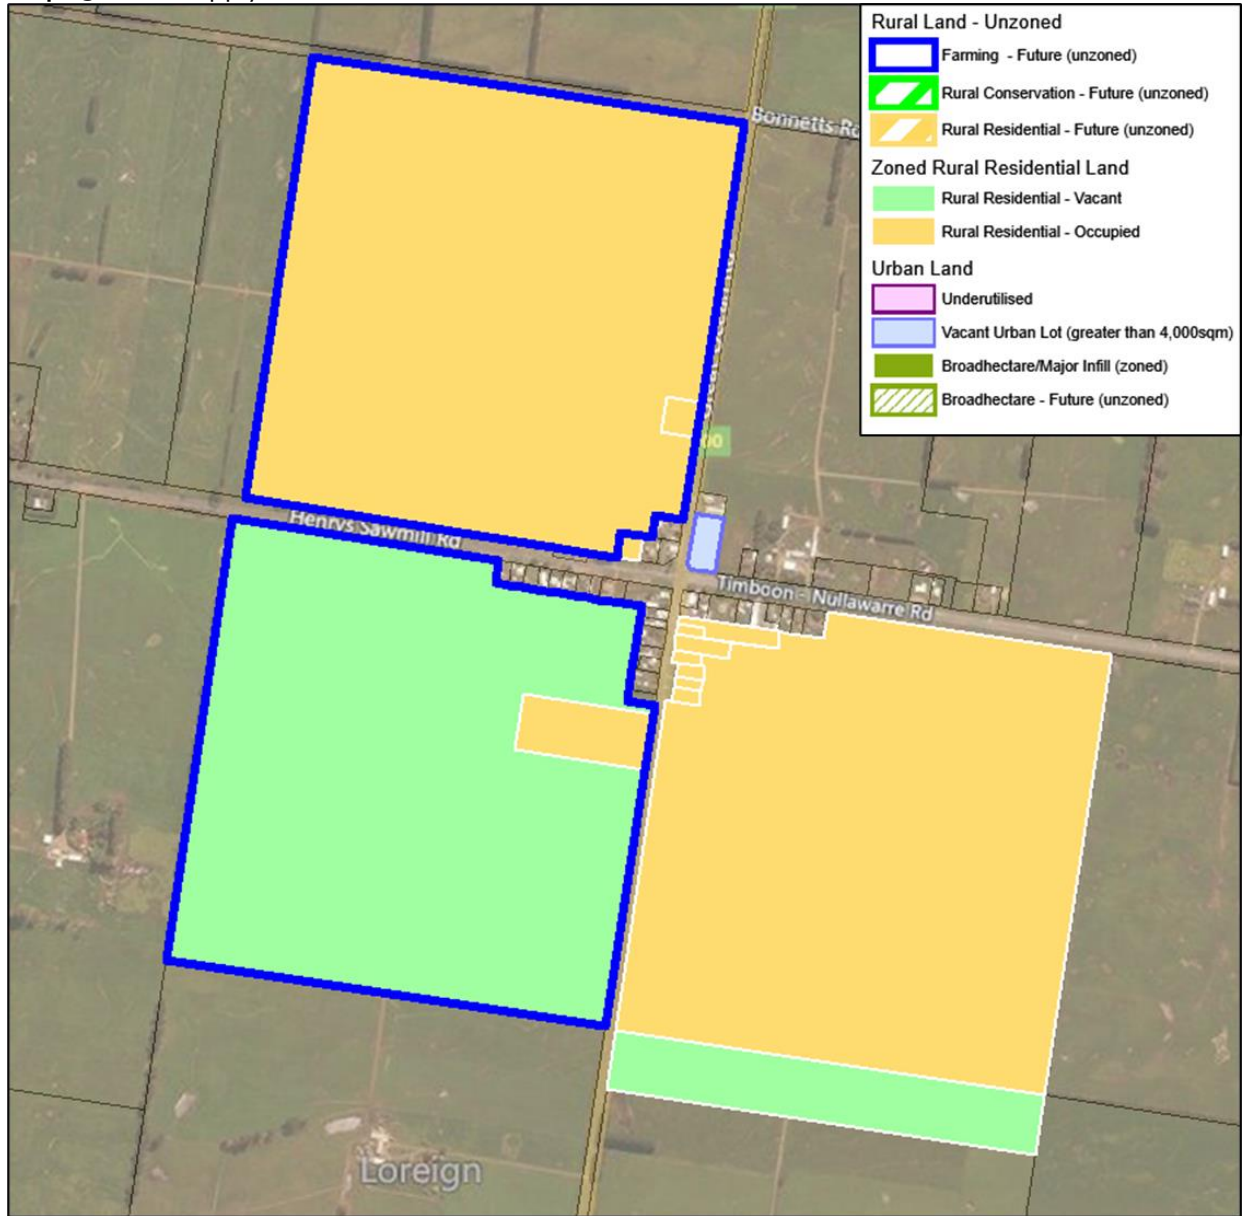 Rural Land - Unzoned
Farming - Future (unzoned)
Rural Conservation - Future (unzoned)
Rural Residential - Future (unzoned)
Zoned Rural Residential Land
Rural Residential - Vacant
Rural Residential - Occupied
Urban Land
Underutilised
Vacant Urban Lot (greater than 4,000sqm)
Broadhectare/Major Infill (zoned)
Broadhectare - Future (unzoned)
Bonnetts Rd
00
Henrys Sawmill Rd
Timboon - Nullawarre Rd
Loreign